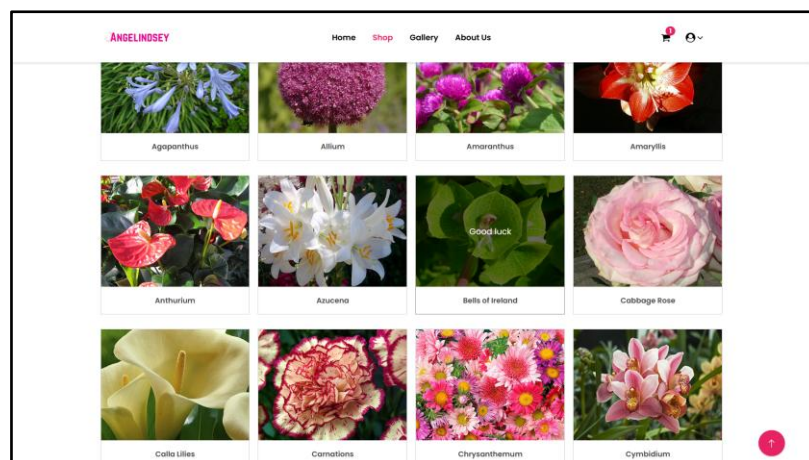 ANGELINDSEY
Home Shop Gallery About Us
1
Agapanthus Allium Amaranthus Amaryllis
Good luck
Anthurium Azucena Bells of Ireland Cabbage Rose
Calla Lilies Carnations Chrysanthemum Cymbidium